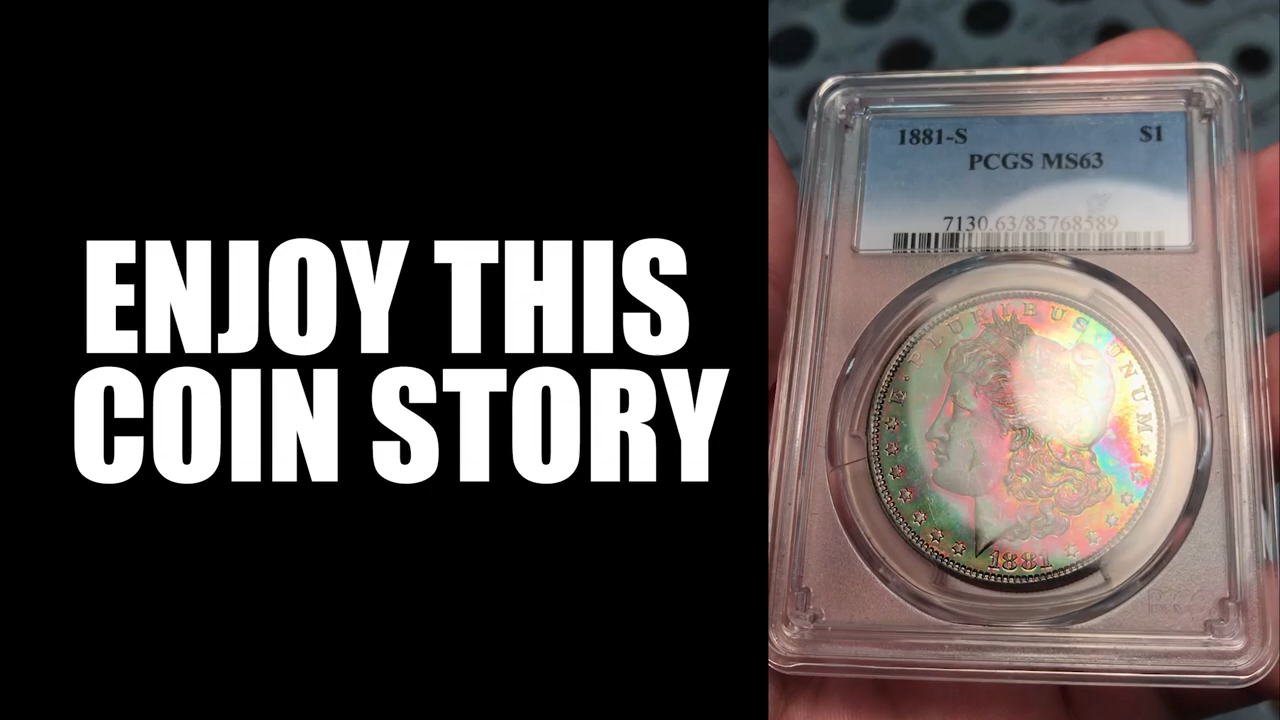 ENJOY THIS
COIN STORY
1881-S $1
PCGS MS63
7130.63/85768589
E·PLURIBUS UNUM
1881